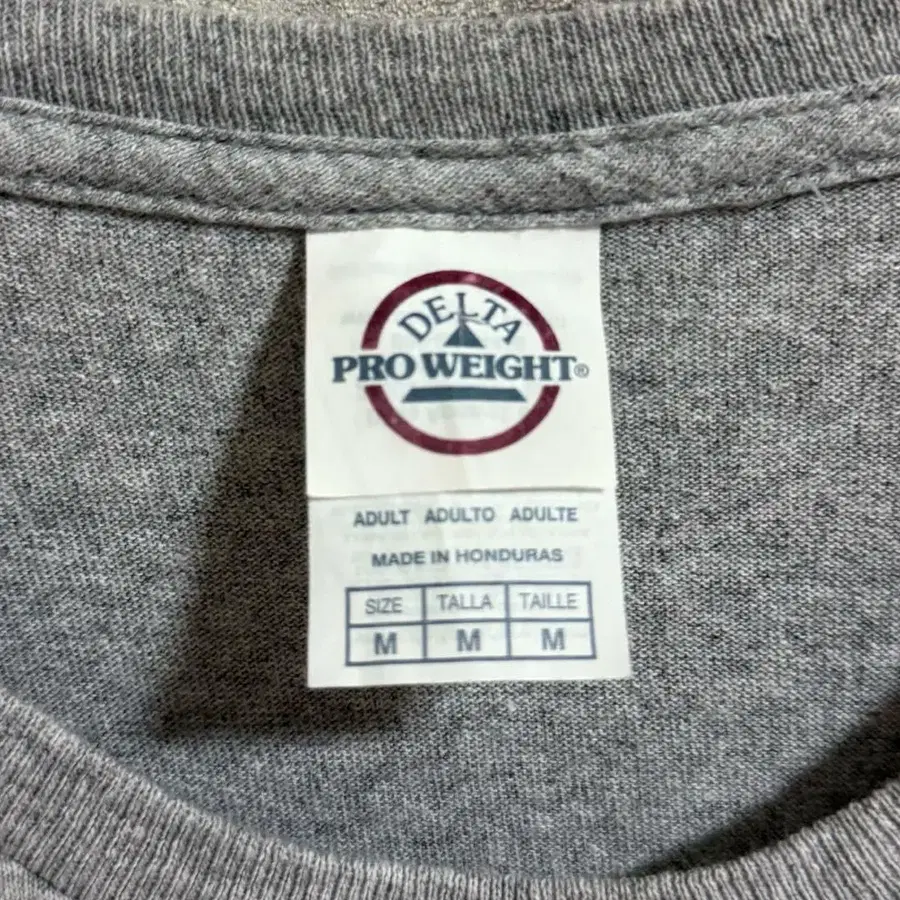 DELTA
PRO WEIGHT®
ADULT ADULTO ADULTE
MADE IN HONDURAS
SIZE TALLA TAILLE
M M M